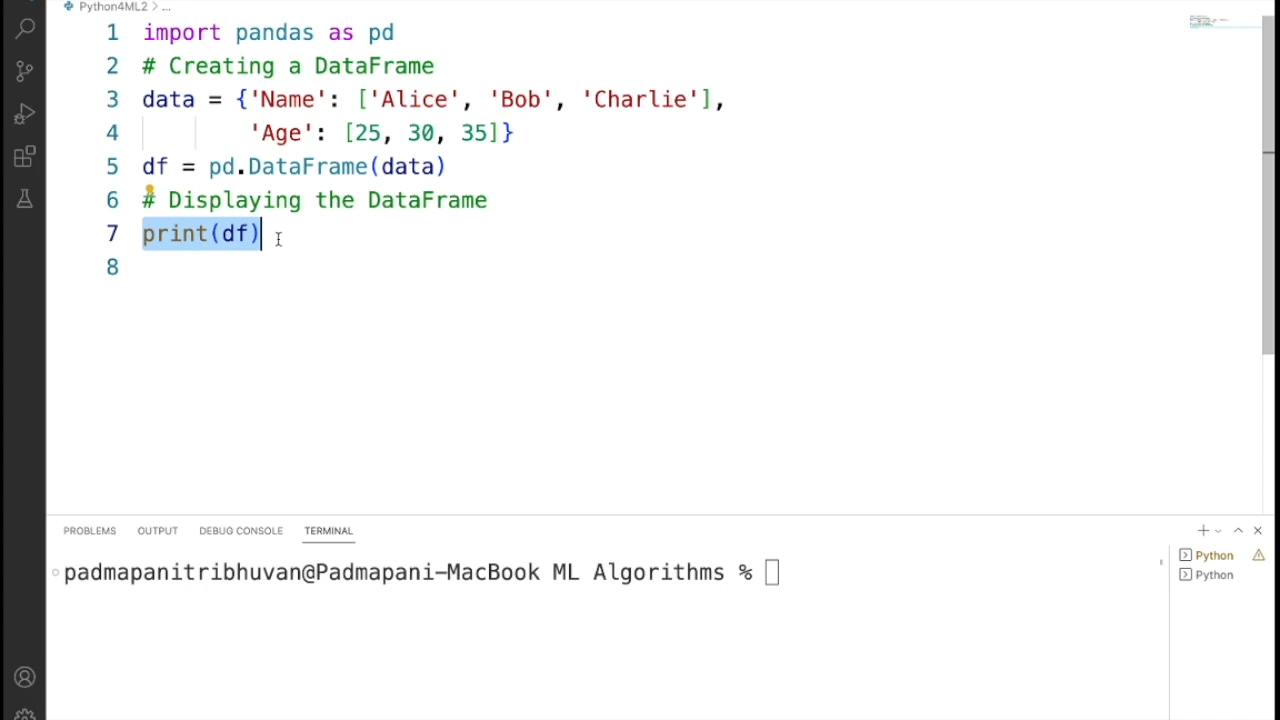 Python4ML2 > ...
1 import pandas as pd
2 # Creating a DataFrame
3 data = {'Name': ['Alice', 'Bob', 'Charlie'],
4 'Age': [25, 30, 35]}
5 df = pd.DataFrame(data)
6 # Displaying the DataFrame
7 print(df)
8
PROBLEMS OUTPUT DEBUG CONSOLE TERMINAL
padmapanitribhuvan@Padmapani-MacBook ML Algorithms %
Python
Python